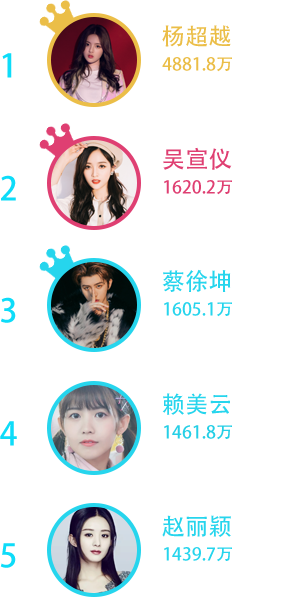 1
杨超越
4881.8万
2
吴宣仪
1620.2万
3
蔡徐坤
1605.1万
4
赖美云
1461.8万
5
赵丽颖
1439.7万